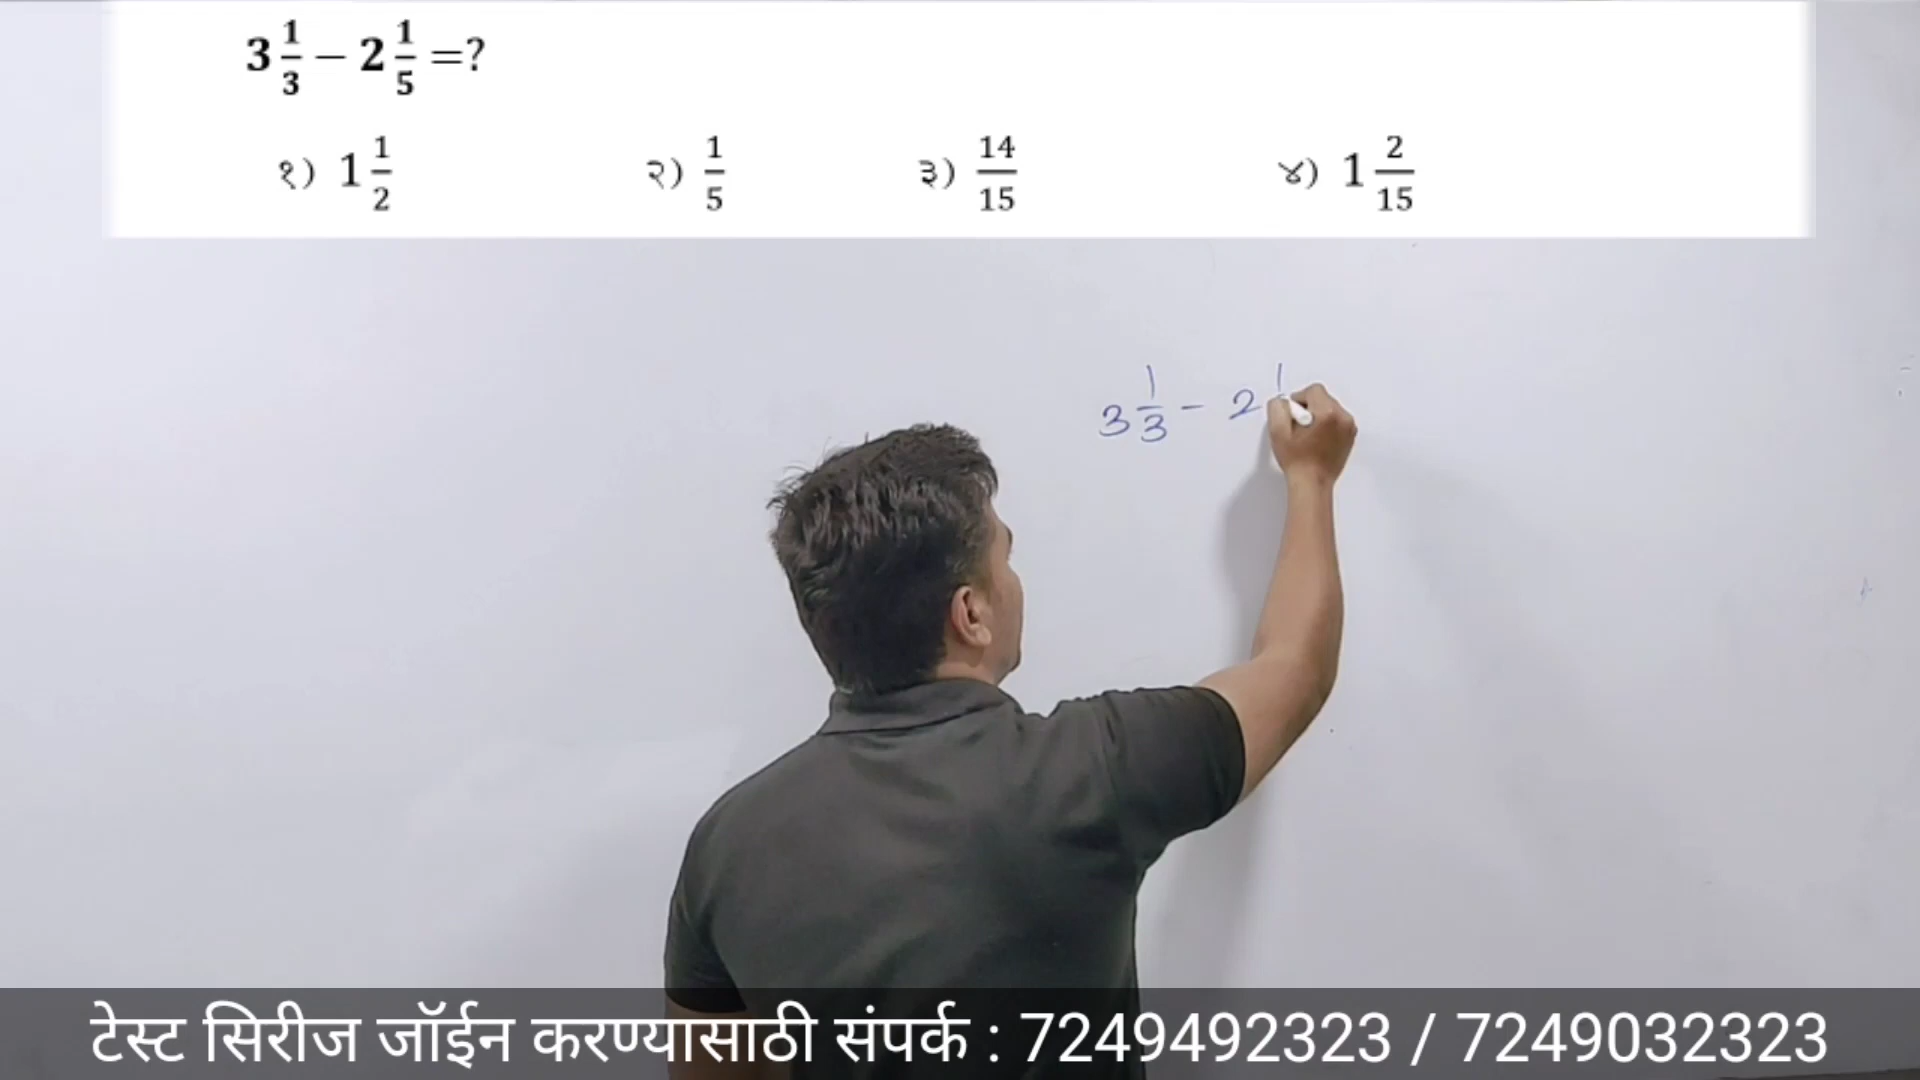 3 1/3 − 2 1/5 =?
१) 1 1/2 २) 1/5 ३) 14/15 ४) 1 2/15
3 1/3 - 2 1
टेस्ट सिरीज जॉईन करण्यासाठी संपर्क : 7249492323 / 7249032323